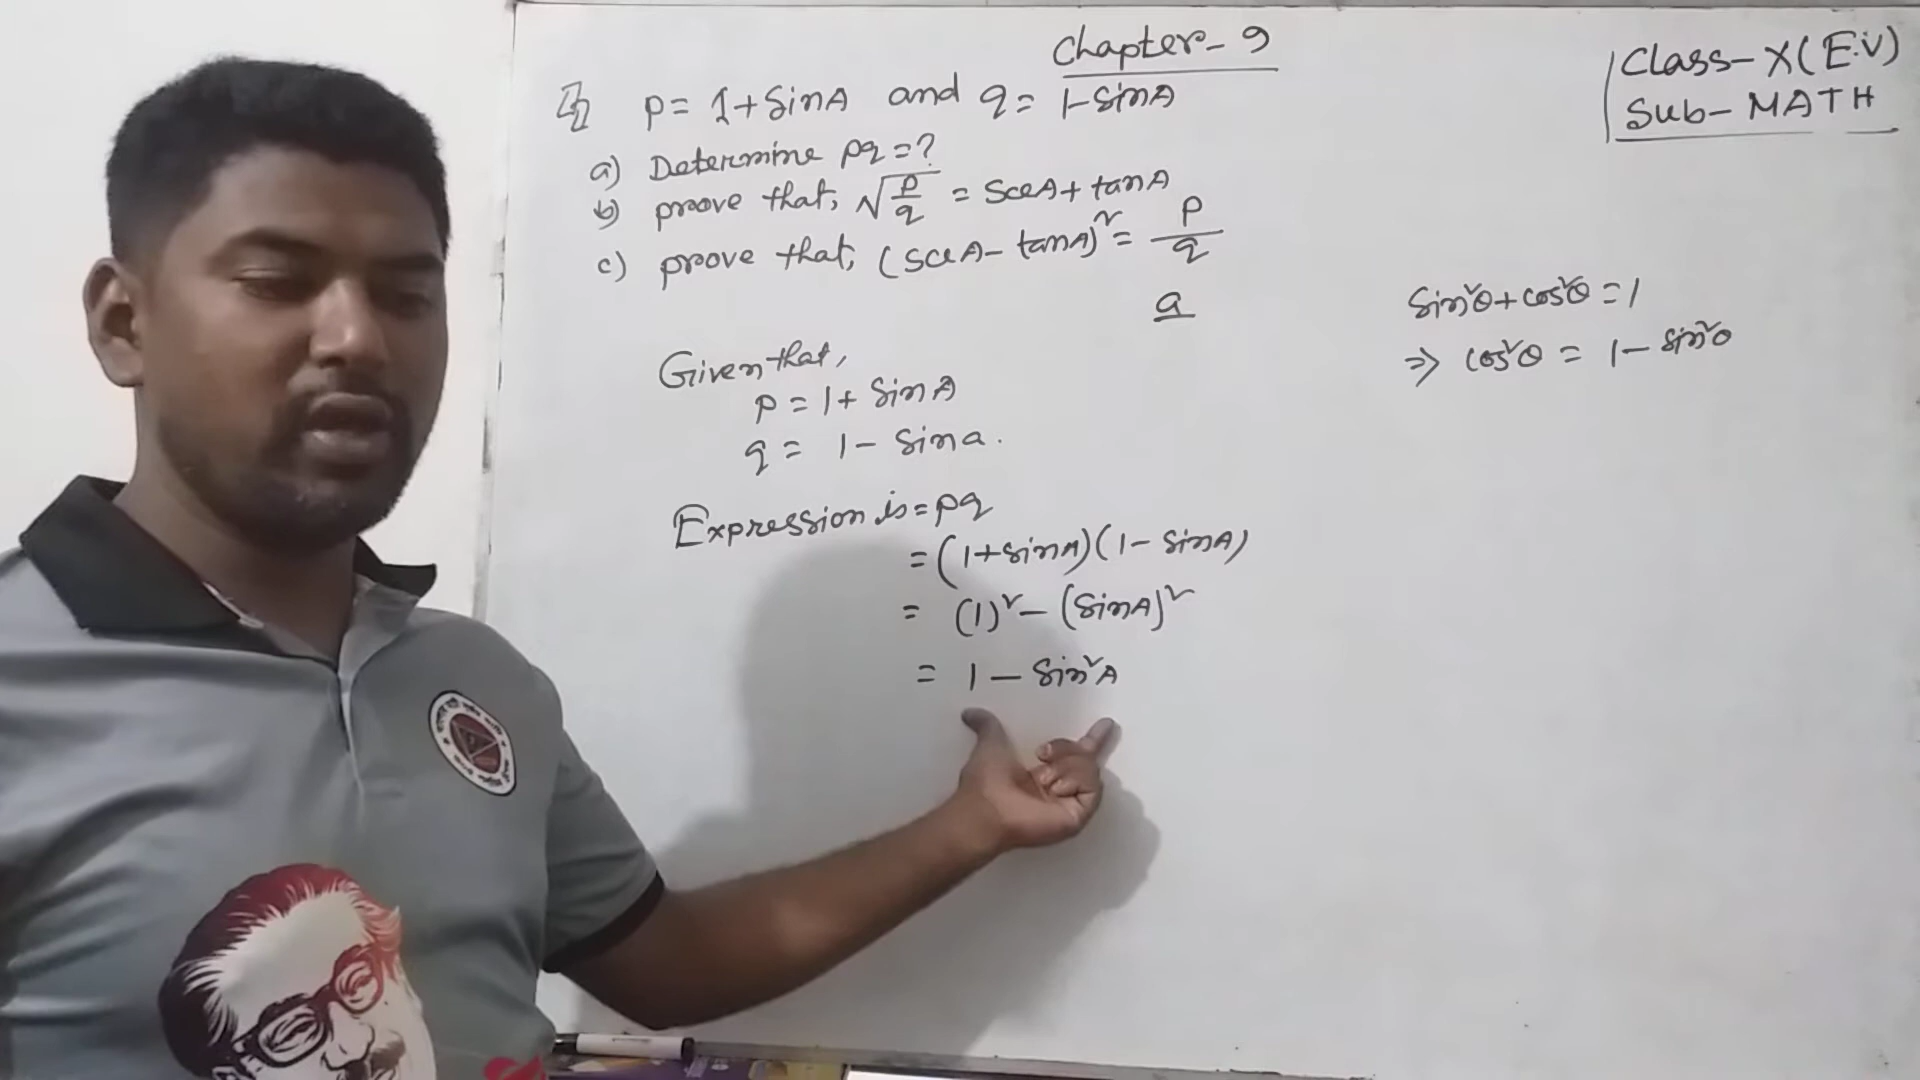 Chapter-9
Class-X(E.V)
Sub-MATH
Q p = 1+SinA and q = 1-SinA
a) Determine pq = ?
b) prove that, √(p/q) = SecA + tanA
c) prove that, (SecA - tanA)² = p/q
a
Given that,
p = 1 + SinA
q = 1 - Sina.
Expression is = pq
= (1+SinA)(1-SinA)
= (1)² - (SinA)²
= 1 - Sin²A
Sin²θ + cos²θ = 1
⇒ cos²θ = 1 - Sin²θ